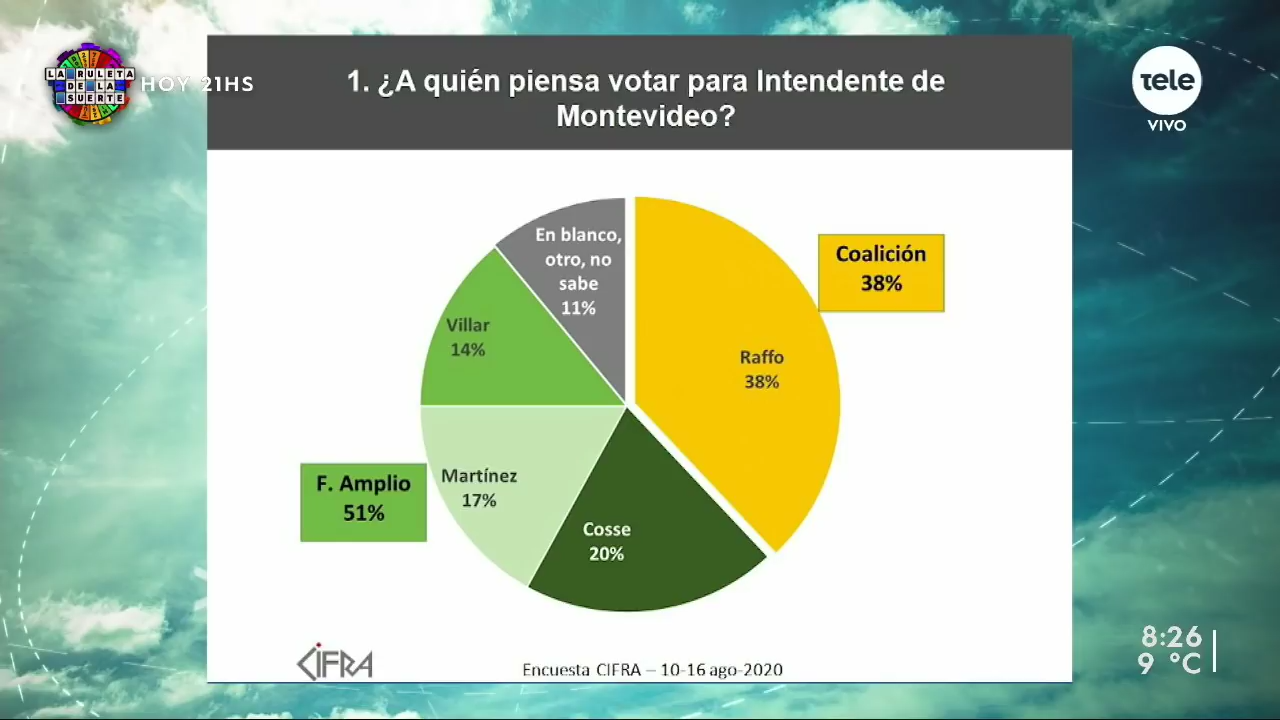 LA RULETA
DE LA
SUERTE
HOY 21HS
1. ¿A quién piensa votar para Intendente de
Montevideo?
tele
VIVO
En blanco,
otro, no
sabe
11%
Coalición
38%
Villar
14%
Raffo
38%
Martínez
17%
F. Amplio
51%
Cosse
20%
CIFRA
Encuesta CIFRA – 10-16 ago-2020
8:26
9 °C